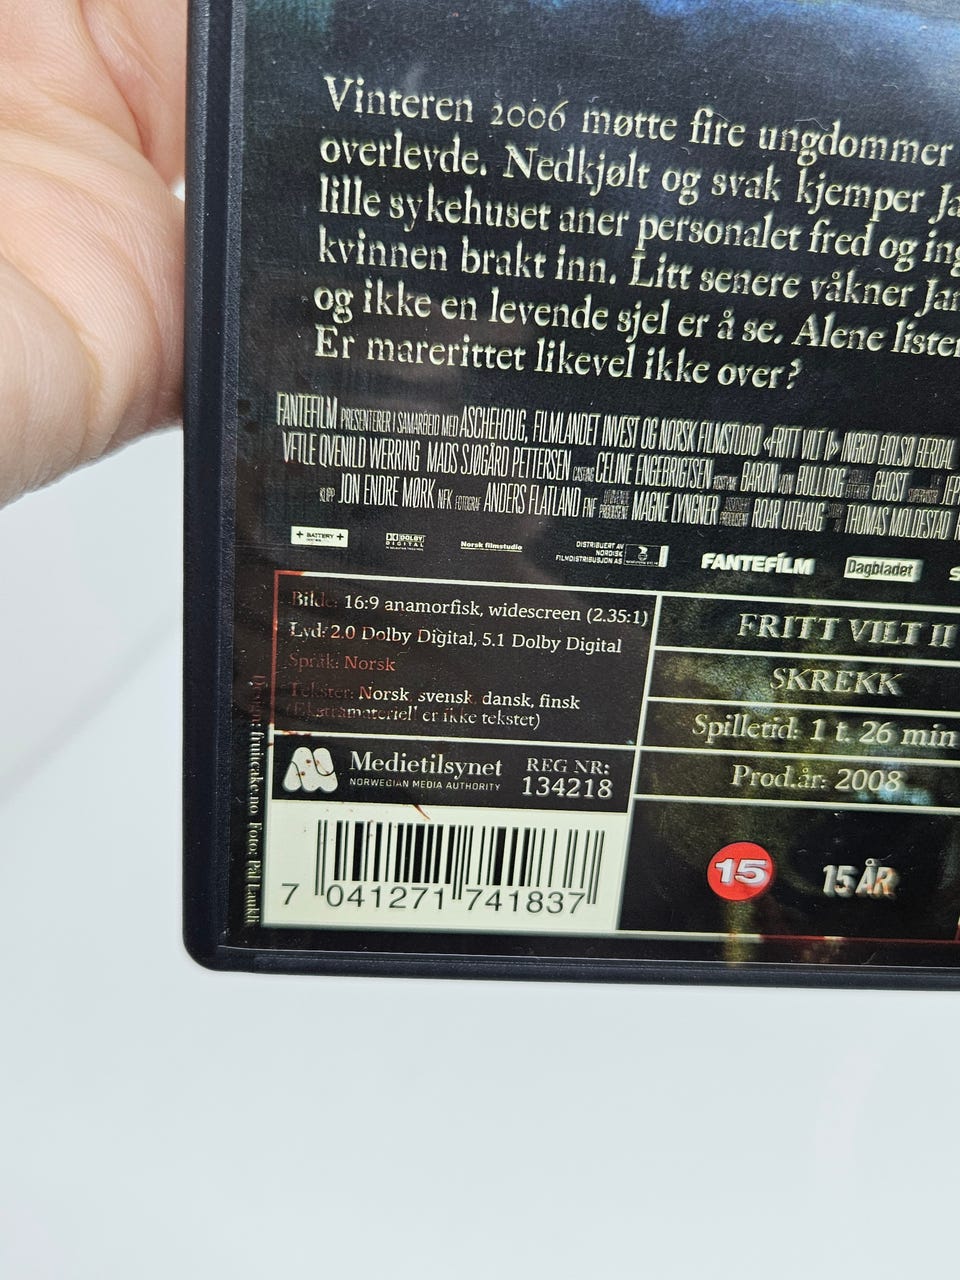 Vinteren 2006 møtte fire ungdommer
overlevde. Nedkjølt og svak kjemper Ja
lille sykehuset aner personalet fred og ing
kvinnen brakt inn. Litt senere våkner Jan
og ikke en levende sjel er å se. Alene lister
Er marerittet likevel ikke over?
FANTEFILM PRESENTERER I SAMARBEID MED ASCHEHOUG, FILMLANDET INVEST OG NORSK FILMSTUDIO «FRITT VILT II» INGRID BOLSØ BERDAL
VETLE QVENILD WERRING MADS SJØGÅRD PETTERSEN CASTING CELINE ENGEBRIGTSEN BARON VON BULLDOG GHOST JEPP
KLIPP JON ENDRE MØRK NFK FOTOGRAF ANDERS FLATLAND FNF MAGNE LYNGNER PRODUSENT ROAR UTHAUG THOMAS MOLDESTAD
BATTERY
DOLBY DIGITAL
Norsk filmstudio
DISTRIBUERT AV NORDISK FILMDISTRIBUSJON AS
FANTEFILM
Dagbladet
Bilde: 16:9 anamorfisk, widescreen (2.35:1)
Lyd: 2.0 Dolby Digital, 5.1 Dolby Digital
Språk: Norsk
Tekster: Norsk, svensk, dansk, finsk
(Ekstramateriell er ikke tekstet)
FRITT VILT II
SKREKK
Spilletid: 1 t. 26 min
Prod.år: 2008
Medietilsynet
NORWEGIAN MEDIA AUTHORITY
REG NR:
134218
7 041271 741837
15
15 ÅR
Design: fruitcake.no Foto: Pål Laukli